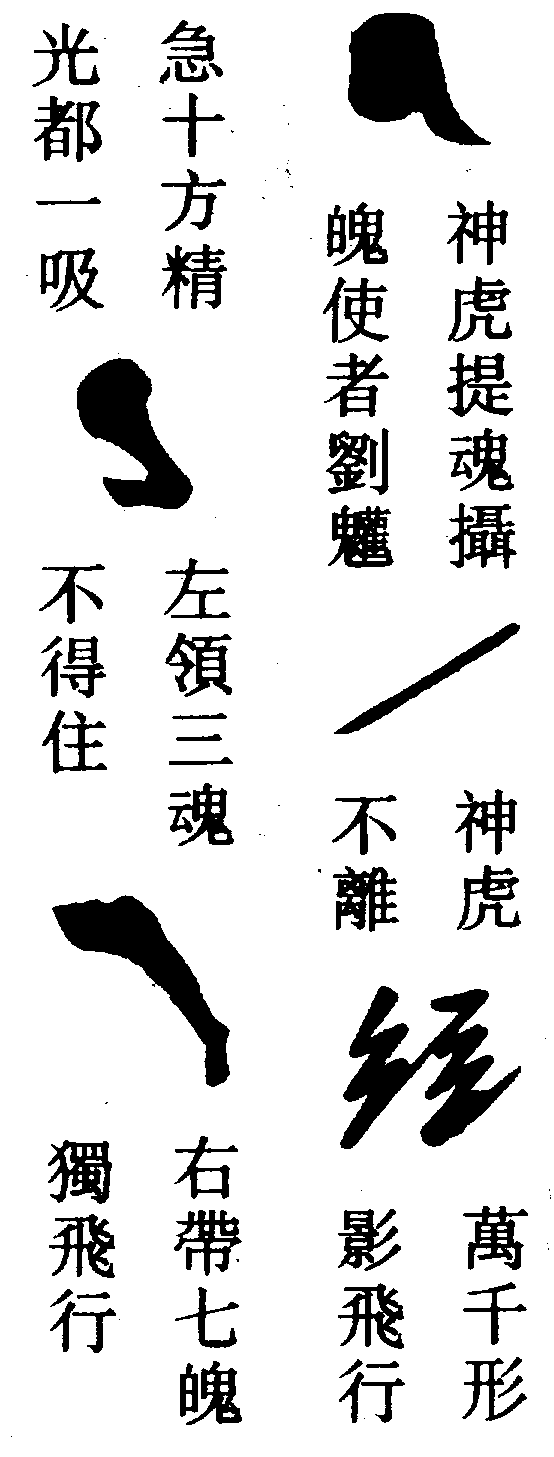 神虎提魂攝
魄使者劉
神虎
不離
萬千形
影飛行
急十方精
光都一吸
左領三魂
不得住
右帶七魄
獨飛行